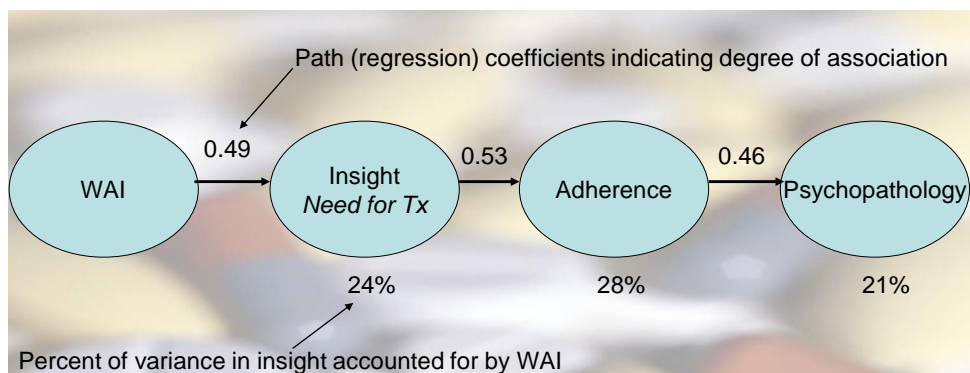 Path (regression) coefficients indicating degree of association
0.49
0.53
0.46
WAI
Insight
Need for Tx
Adherence
Psychopathology
24%
28%
21%
Percent of variance in insight accounted for by WAI